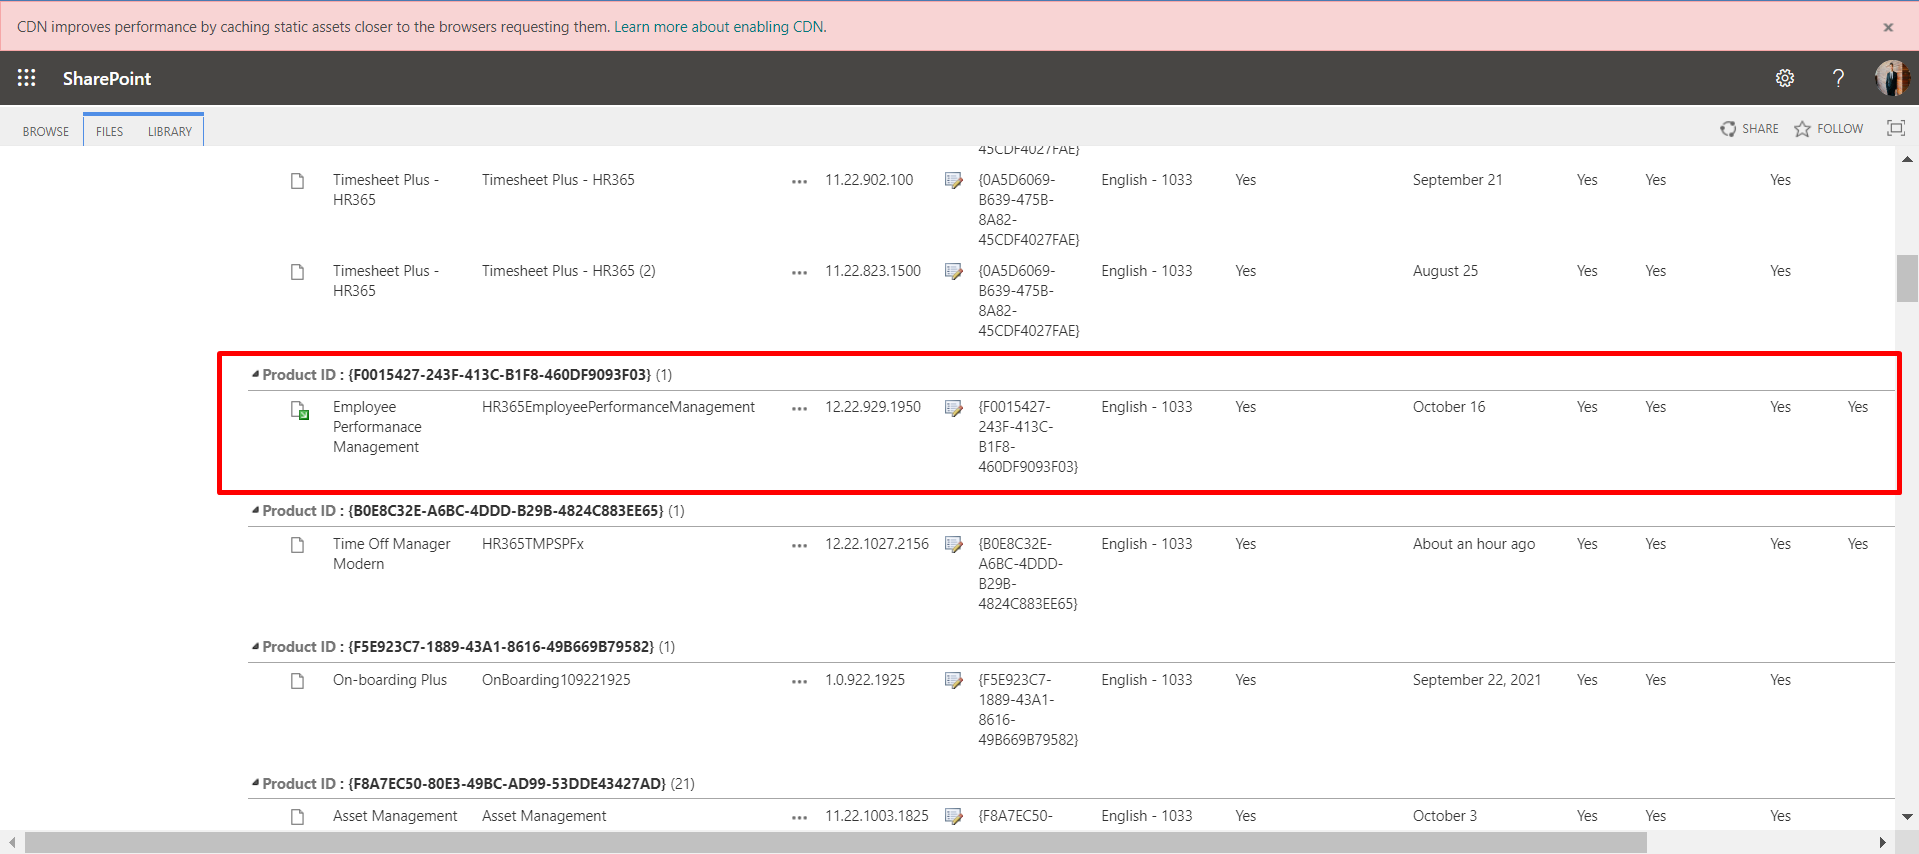 CDN improves performance by caching static assets closer to the browsers requesting them. Learn more about enabling CDN.
SharePoint
BROWSE FILES LIBRARY SHARE FOLLOW
45CDF4027FAE}
Timesheet Plus - Timesheet Plus - HR365 ••• 11.22.902.100 {0A5D6069- English - 1033 Yes September 21 Yes Yes Yes
HR365 B639-475B-
8A82-
45CDF4027FAE}
Timesheet Plus - Timesheet Plus - HR365 (2) ••• 11.22.823.1500 {0A5D6069- English - 1033 Yes August 25 Yes Yes Yes
HR365 B639-475B-
8A82-
45CDF4027FAE}
Product ID : {F0015427-243F-413C-B1F8-460DF9093F03} (1)
Employee HR365EmployeePerformanceManagement ••• 12.22.929.1950 {F0015427- English - 1033 Yes October 16 Yes Yes Yes Yes
Performanace 243F-413C-
Management B1F8-
460DF9093F03}
Product ID : {B0E8C32E-A6BC-4DDD-B29B-4824C883EE65} (1)
Time Off Manager HR365TMPSPFx ••• 12.22.1027.2156 {B0E8C32E- English - 1033 Yes About an hour ago Yes Yes Yes Yes
Modern A6BC-4DDD-
B29B-
4824C883EE65}
Product ID : {F5E923C7-1889-43A1-8616-49B669B79582} (1)
On-boarding Plus OnBoarding109221925 ••• 1.0.922.1925 {F5E923C7- English - 1033 Yes September 22, 2021 Yes Yes Yes
1889-43A1-
8616-
49B669B79582}
Product ID : {F8A7EC50-80E3-49BC-AD99-53DDE43427AD} (21)
Asset Management Asset Management ••• 11.22.1003.1825 {F8A7EC50- English - 1033 Yes October 3 Yes Yes Yes